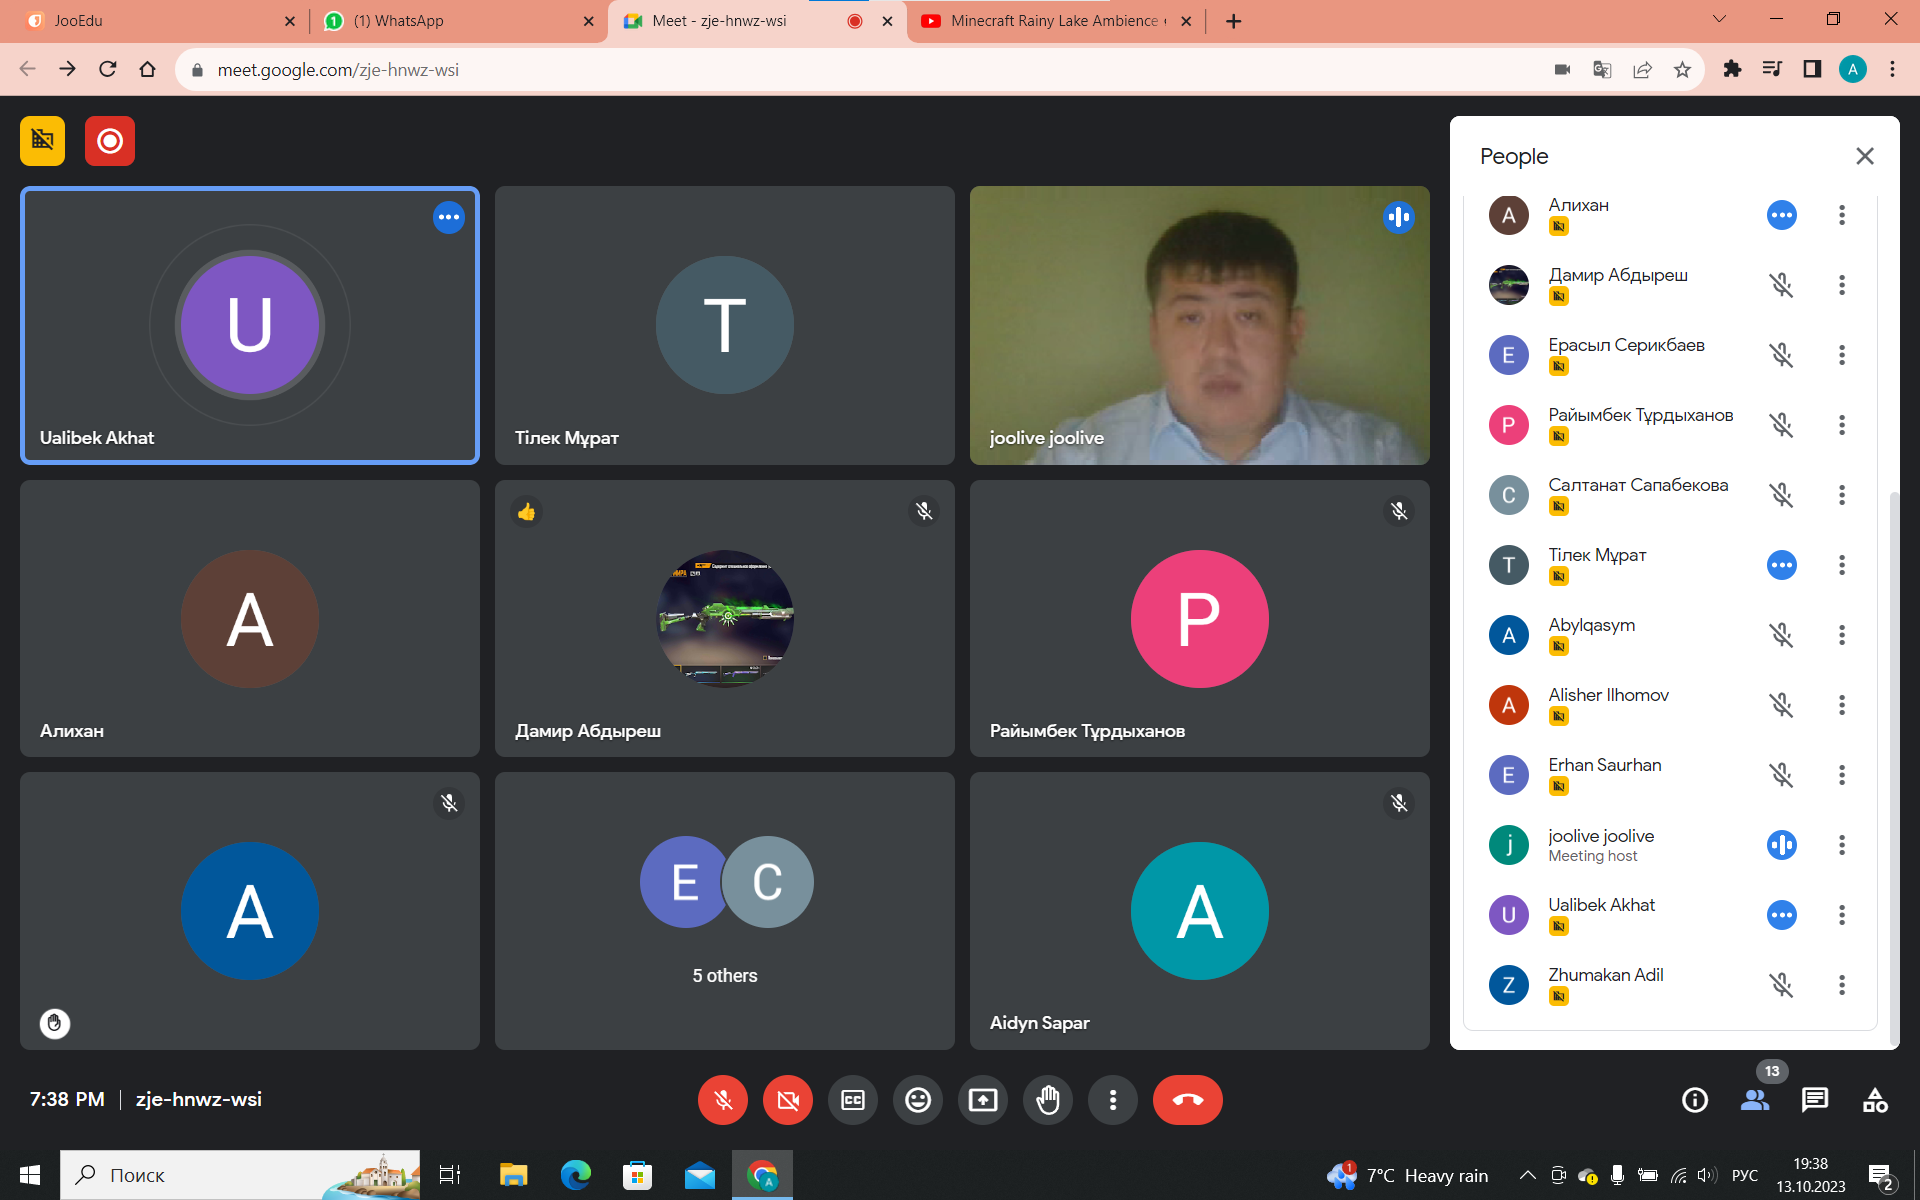 JooEdu
(1) WhatsApp
Meet - zje-hnwz-wsi
Minecraft Rainy Lake Ambience
meet.google.com/zje-hnwz-wsi
A
U
Ualibek Akhat
T
Тілек Мұрат
joolive joolive
A
Алихан
Дамир Абдыреш
P
Райымбек Тұрдыханов
A
E
C
5 others
A
Aidyn Sapar
People
A
Алихан
Дамир Абдыреш
E
Ерасыл Серикбаев
P
Райымбек Тұрдыханов
C
Салтанат Сапабекова
T
Тілек Мұрат
A
Abylqasym
A
Alisher Ilhomov
E
Erhan Saurhan
j
joolive joolive
Meeting host
U
Ualibek Akhat
Z
Zhumakan Adil
7:38 PM
zje-hnwz-wsi
CC
13
Поиск
A
1
7°C Heavy rain
РУС
19:38
13.10.2023
2